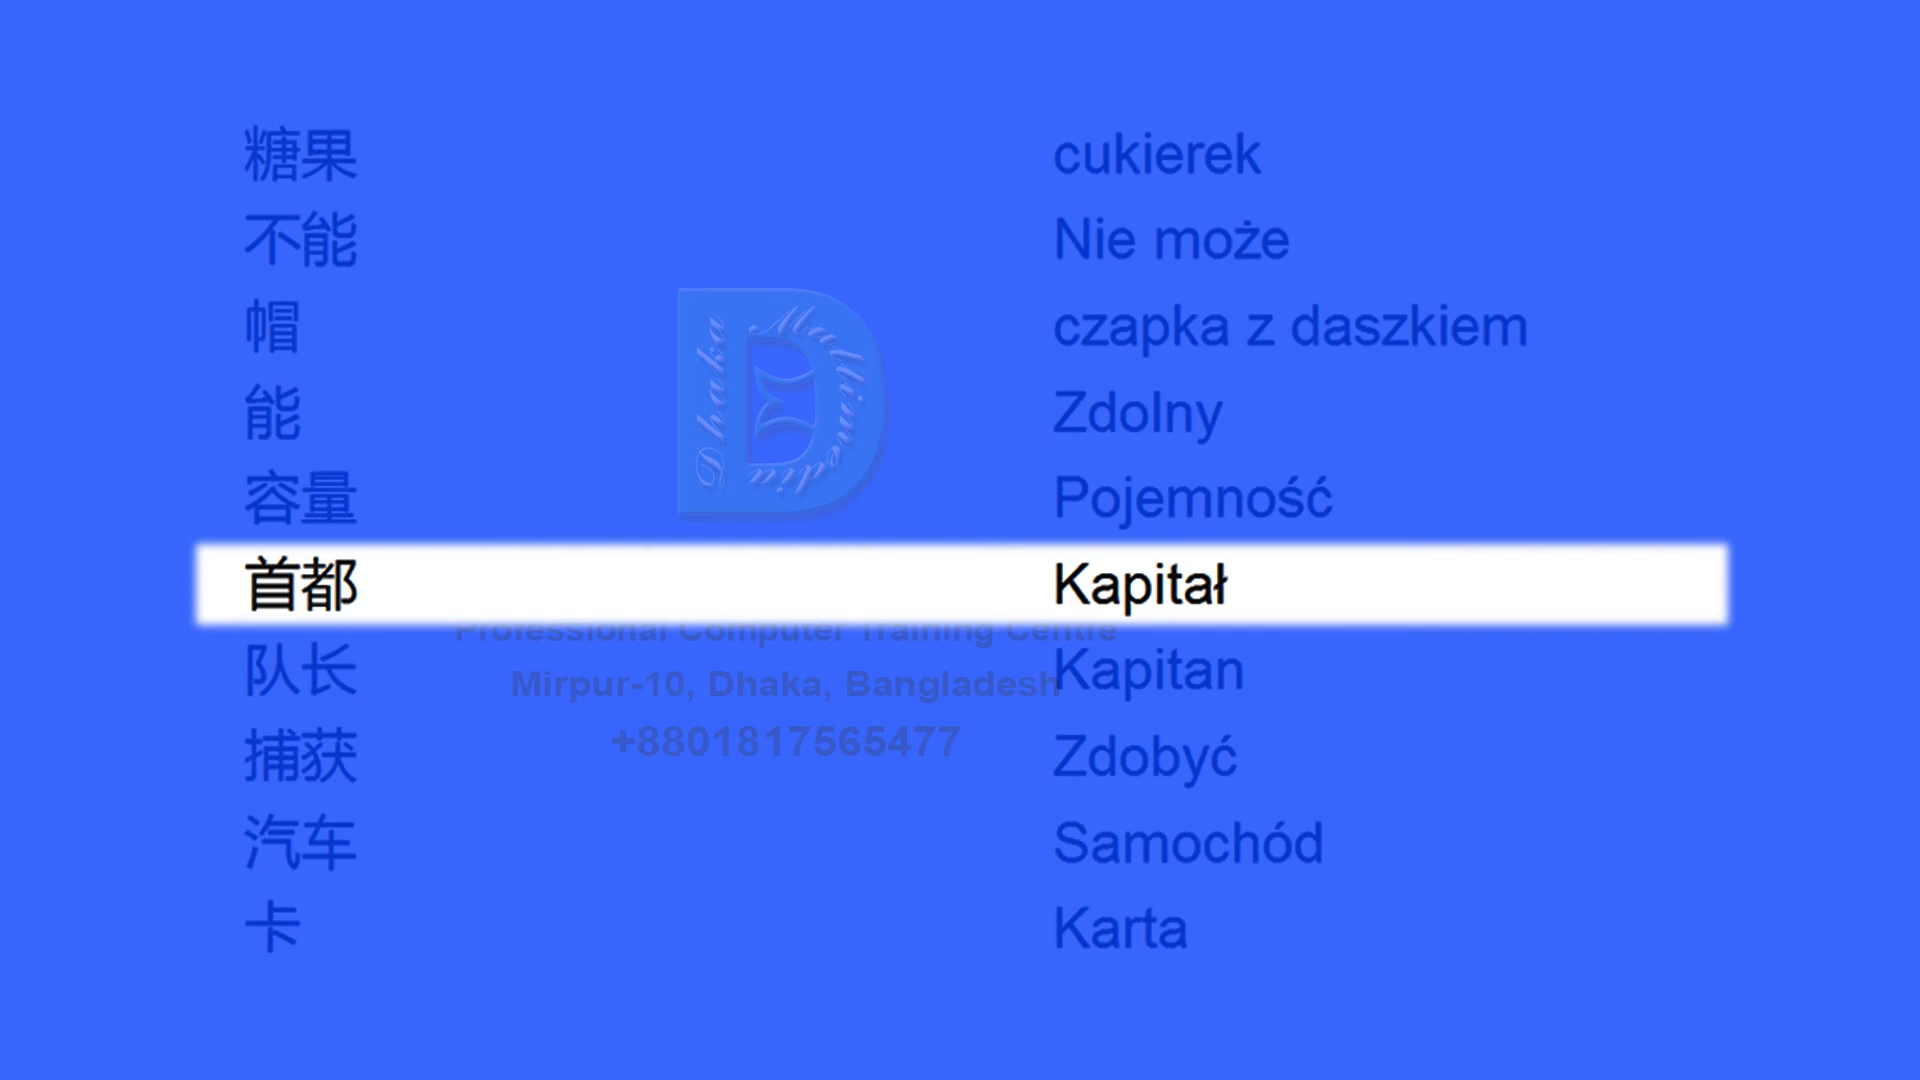 糖果 cukierek
不能 Nie może
帽 czapka z daszkiem
Dhaka Multimedia
能 Zdolny
容量 Pojemność
首都 Kapitał
Professional Computer Training Centre
队长 Kapitan
Mirpur-10, Dhaka, Bangladesh
捕获 Zdobyć
+8801817565477
汽车 Samochód
卡 Karta